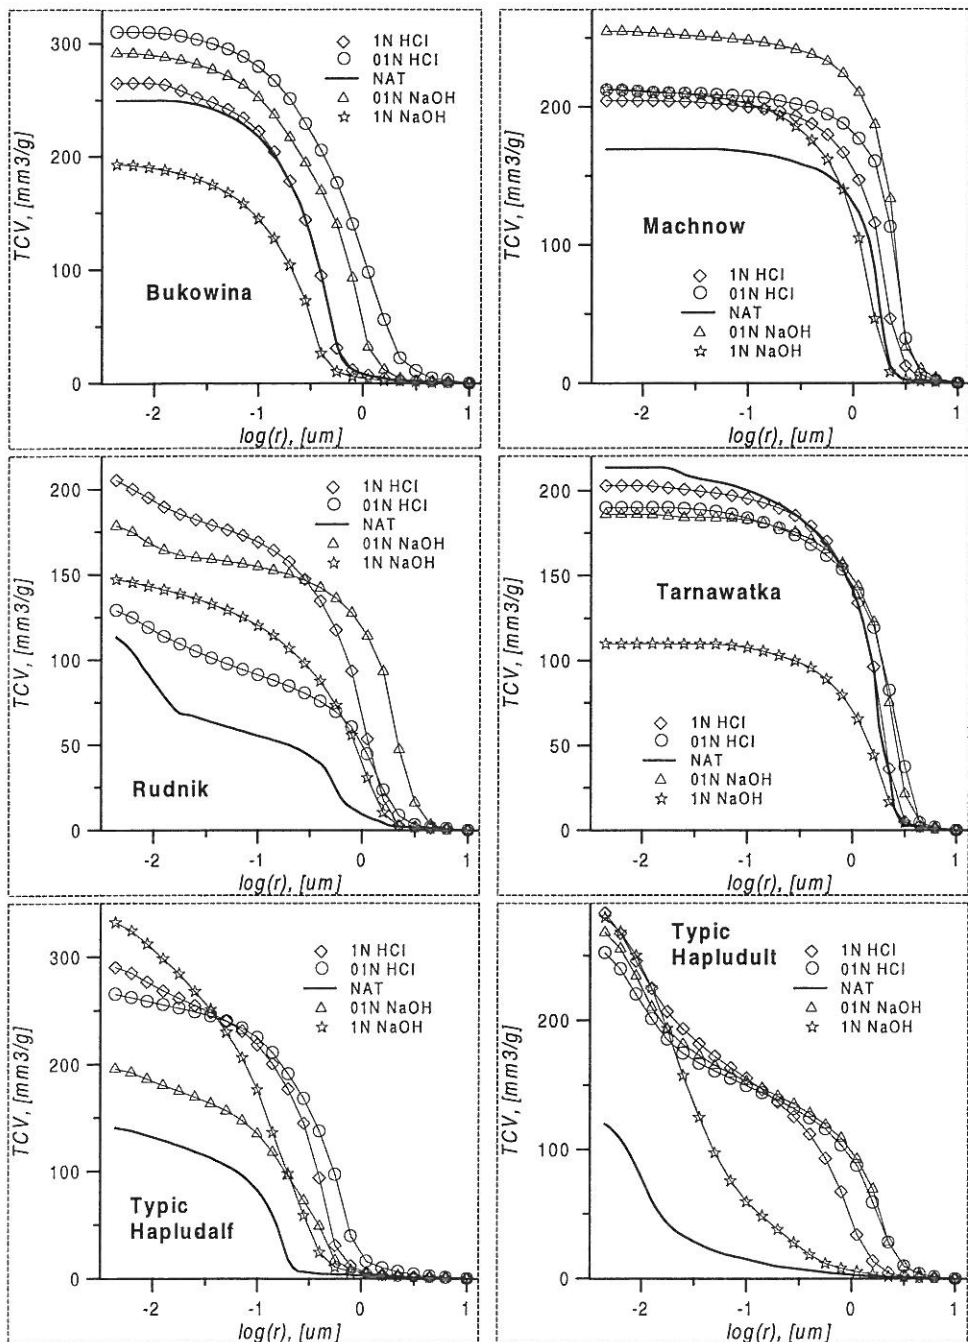 300
200
100
0
TCV, [mm3/g]
1N HCl
01N HCl
NAT
01N NaOH
1N NaOH
Bukowina
-2 -1 0 1
log(r), [um]
200
100
0
TCV, [mm3/g]
Machnow
1N HCl
01N HCl
NAT
01N NaOH
1N NaOH
-2 -1 0 1
log(r), [um]
200
150
100
50
0
TCV, [mm3/g]
1N HCl
01N HCl
NAT
01N NaOH
1N NaOH
Rudnik
-2 -1 0 1
log(r), [um]
200
150
100
50
0
TCV, [mm3/g]
Tarnawatka
1N HCl
01N HCl
NAT
01N NaOH
1N NaOH
-2 -1 0 1
log(r), [um]
300
200
100
0
TCV, [mm3/g]
1N HCl
01N HCl
NAT
01N NaOH
1N NaOH
Typic
Hapludalf
-2 -1 0 1
log(r), [um]
200
100
0
TCV, [mm3/g]
Typic
Hapludult
1N HCl
01N HCl
NAT
01N NaOH
1N NaOH
-2 -1 0 1
log(r), [um]